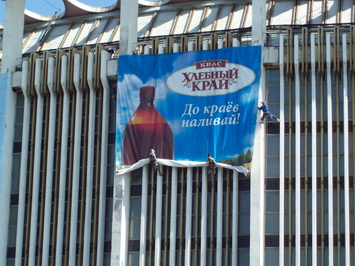 КВАС
ХЛЕБНЫЙ
КРАЙ
До краёв
наливай!